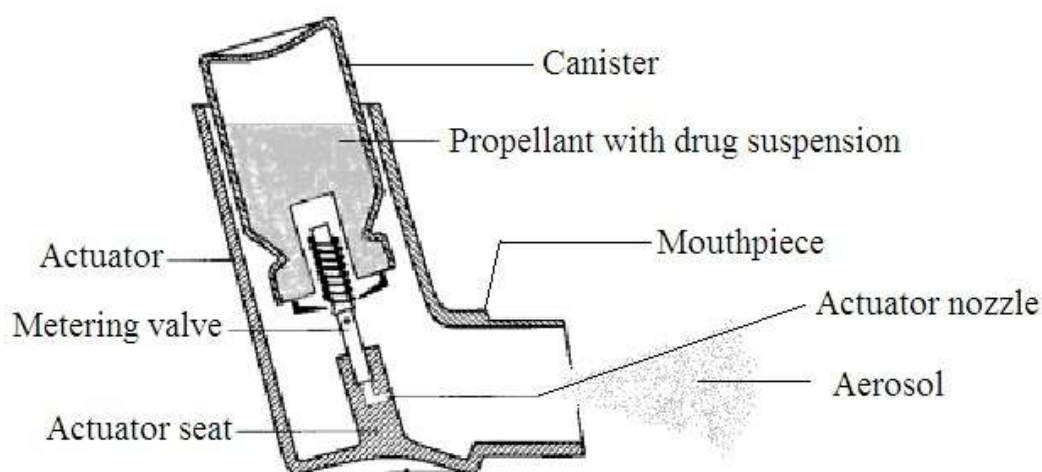 Canister
Propellant with drug suspension
Mouthpiece
Actuator
Actuator nozzle
Metering valve
Aerosol
Actuator seat